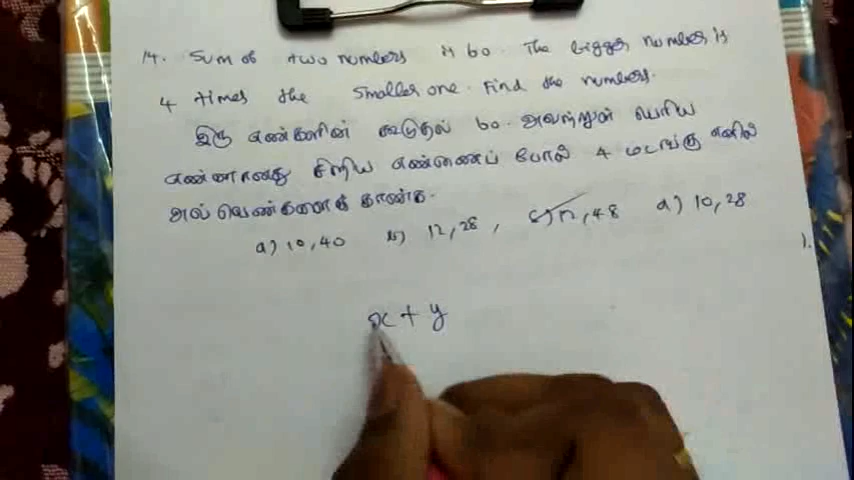 14. Sum of two numbers is 60. The bigger number is
4 times the smaller one. Find the numbers.
இரு எண்களின் கூடுதல் 60. அவற்றுள் பெரிய
எண்ணானது சிறிய எண்ணைப் போல் 4 மடங்கு எனில்
அவ்வெண்களைக் காண்க.
a) 10,40 b) 12,28, c) 12,48 d) 10,28
x + y